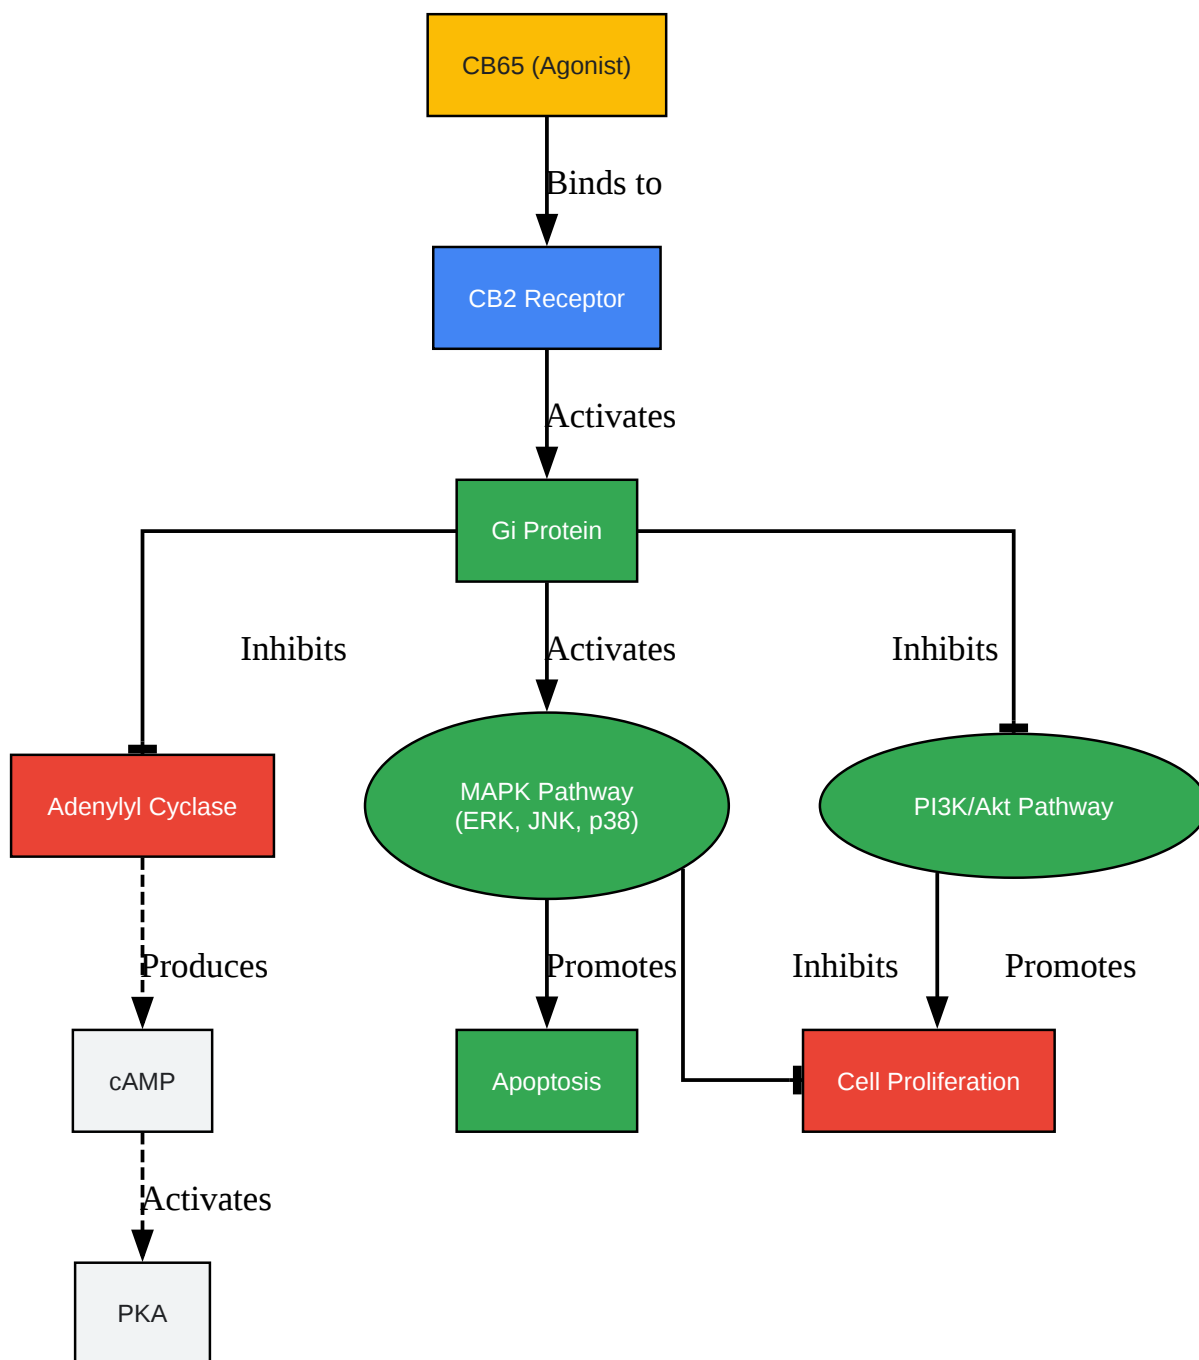 CB65 (Agonist)
Binds to
CB2 Receptor
Activates
Gi Protein
Inhibits
Activates
Inhibits
Adenylyl Cyclase
MAPK Pathway
(ERK, JNK, p38)
PI3K/Akt Pathway
Produces
Promotes
Inhibits
Promotes
cAMP
Apoptosis
Cell Proliferation
Activates
PKA